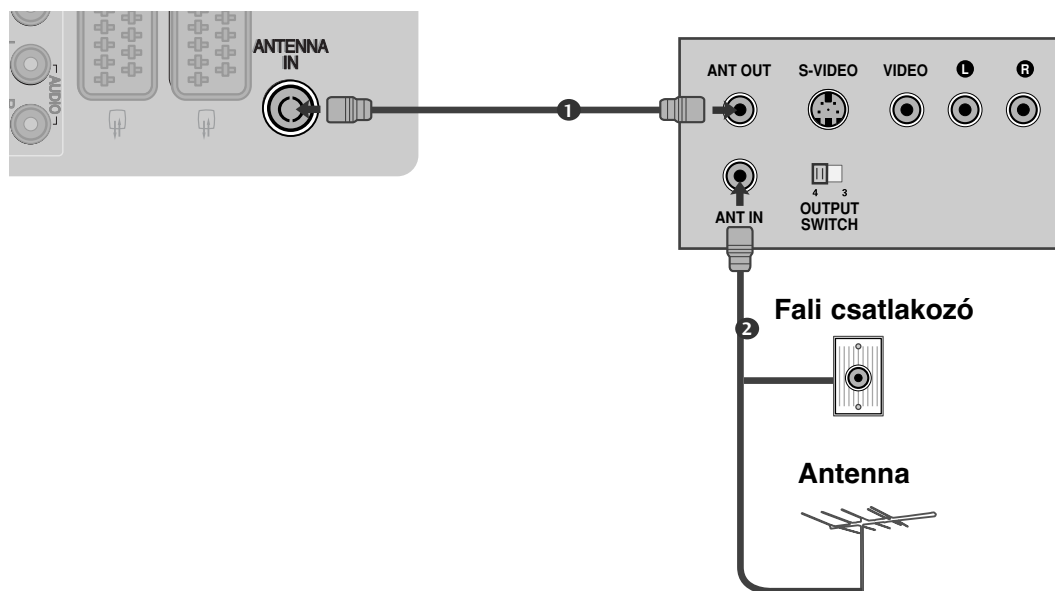 ANTENNA
IN
AUDIO
ANT OUT
S-VIDEO
VIDEO
L
R
1
ANT IN
4 3
OUTPUT
SWITCH
2
Fali csatlakozó
Antenna